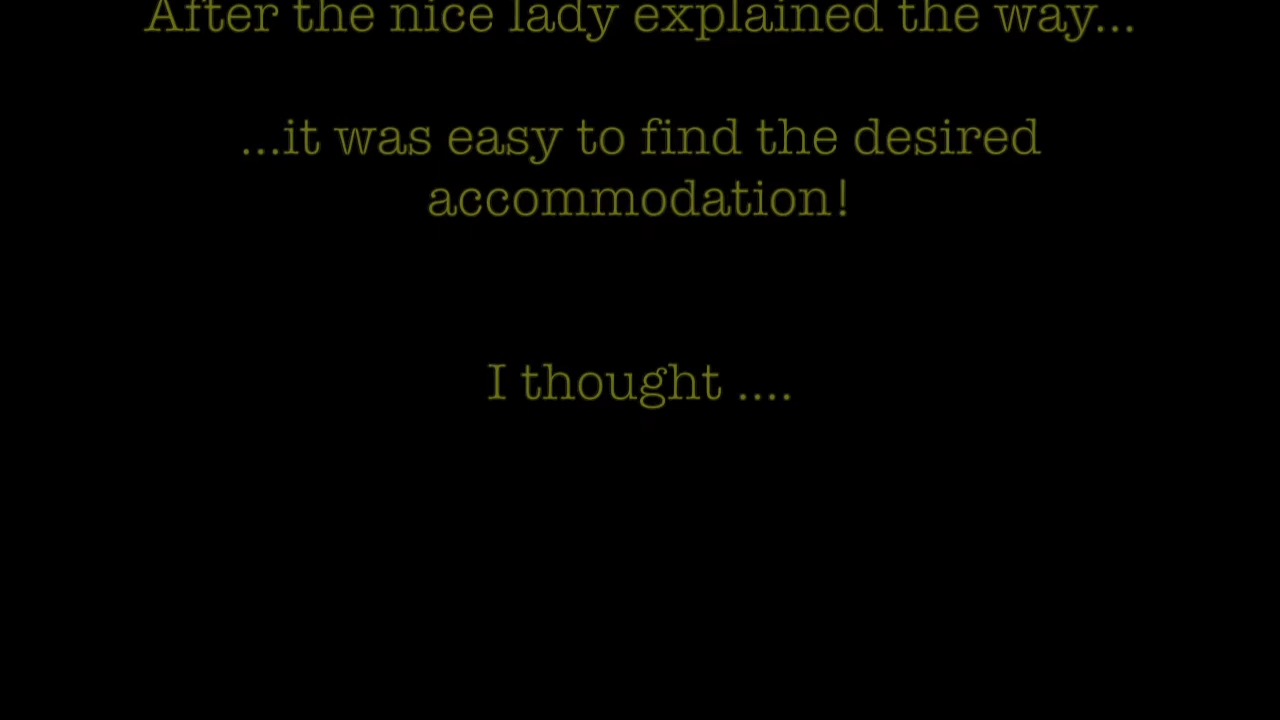 After the nice lady explained the way...
...it was easy to find the desired
accommodation!
I thought ....